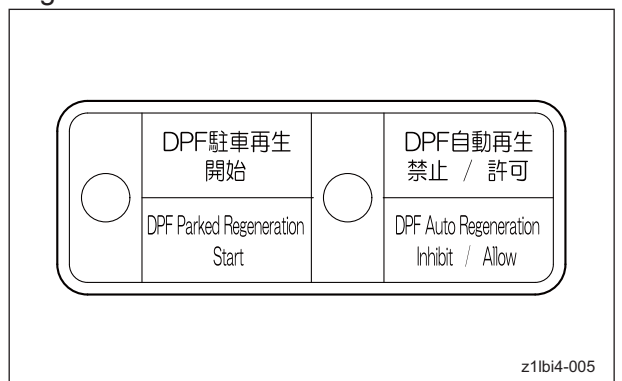 DPF駐車再生
開始
DPF Parked Regeneration
Start
DPF自動再生
禁止 / 許可
DPF Auto Regeneration
Inhibit / Allow
z1lbi4-005